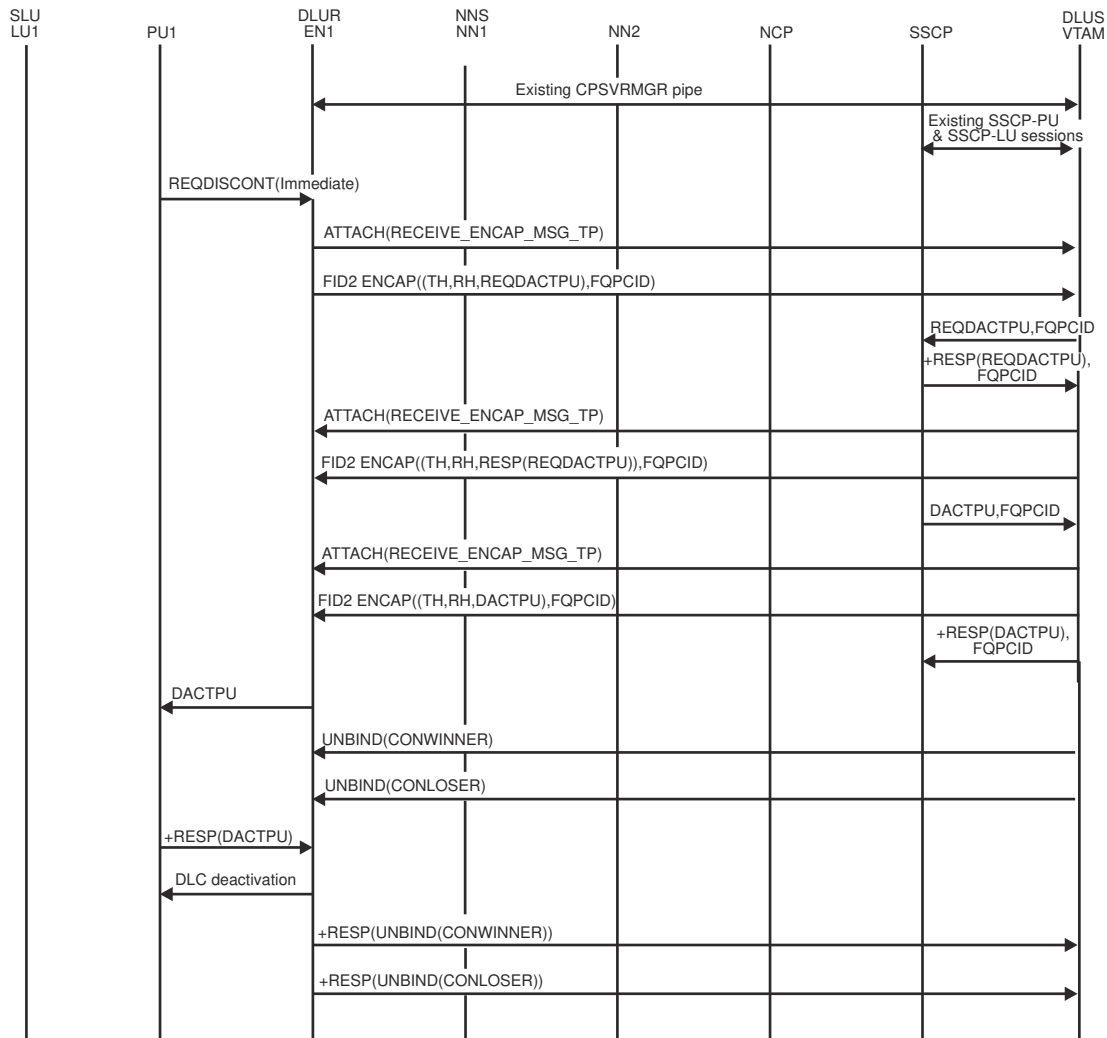 SLU
LU1
PU1
DLUR
EN1
NNS
NN1
NN2
NCP
SSCP
DLUS
VTAM
Existing CPSVRMGR pipe
Existing SSCP-PU
& SSCP-LU sessions
REQDISCONT(Immediate)
ATTACH(RECEIVE_ENCAP_MSG_TP)
FID2 ENCAP((TH,RH,REQDACTPU),FQPCID)
REQDACTPU,FQPCID
+RESP(REQDACTPU),
FQPCID
ATTACH(RECEIVE_ENCAP_MSG_TP)
FID2 ENCAP((TH,RH,RESP(REQDACTPU)),FQPCID)
DACTPU,FQPCID
ATTACH(RECEIVE_ENCAP_MSG_TP)
FID2 ENCAP((TH,RH,DACTPU),FQPCID)
+RESP(DACTPU),
FQPCID
DACTPU
UNBIND(CONWINNER)
UNBIND(CONLOSER)
+RESP(DACTPU)
DLC deactivation
+RESP(UNBIND(CONWINNER))
+RESP(UNBIND(CONLOSER))